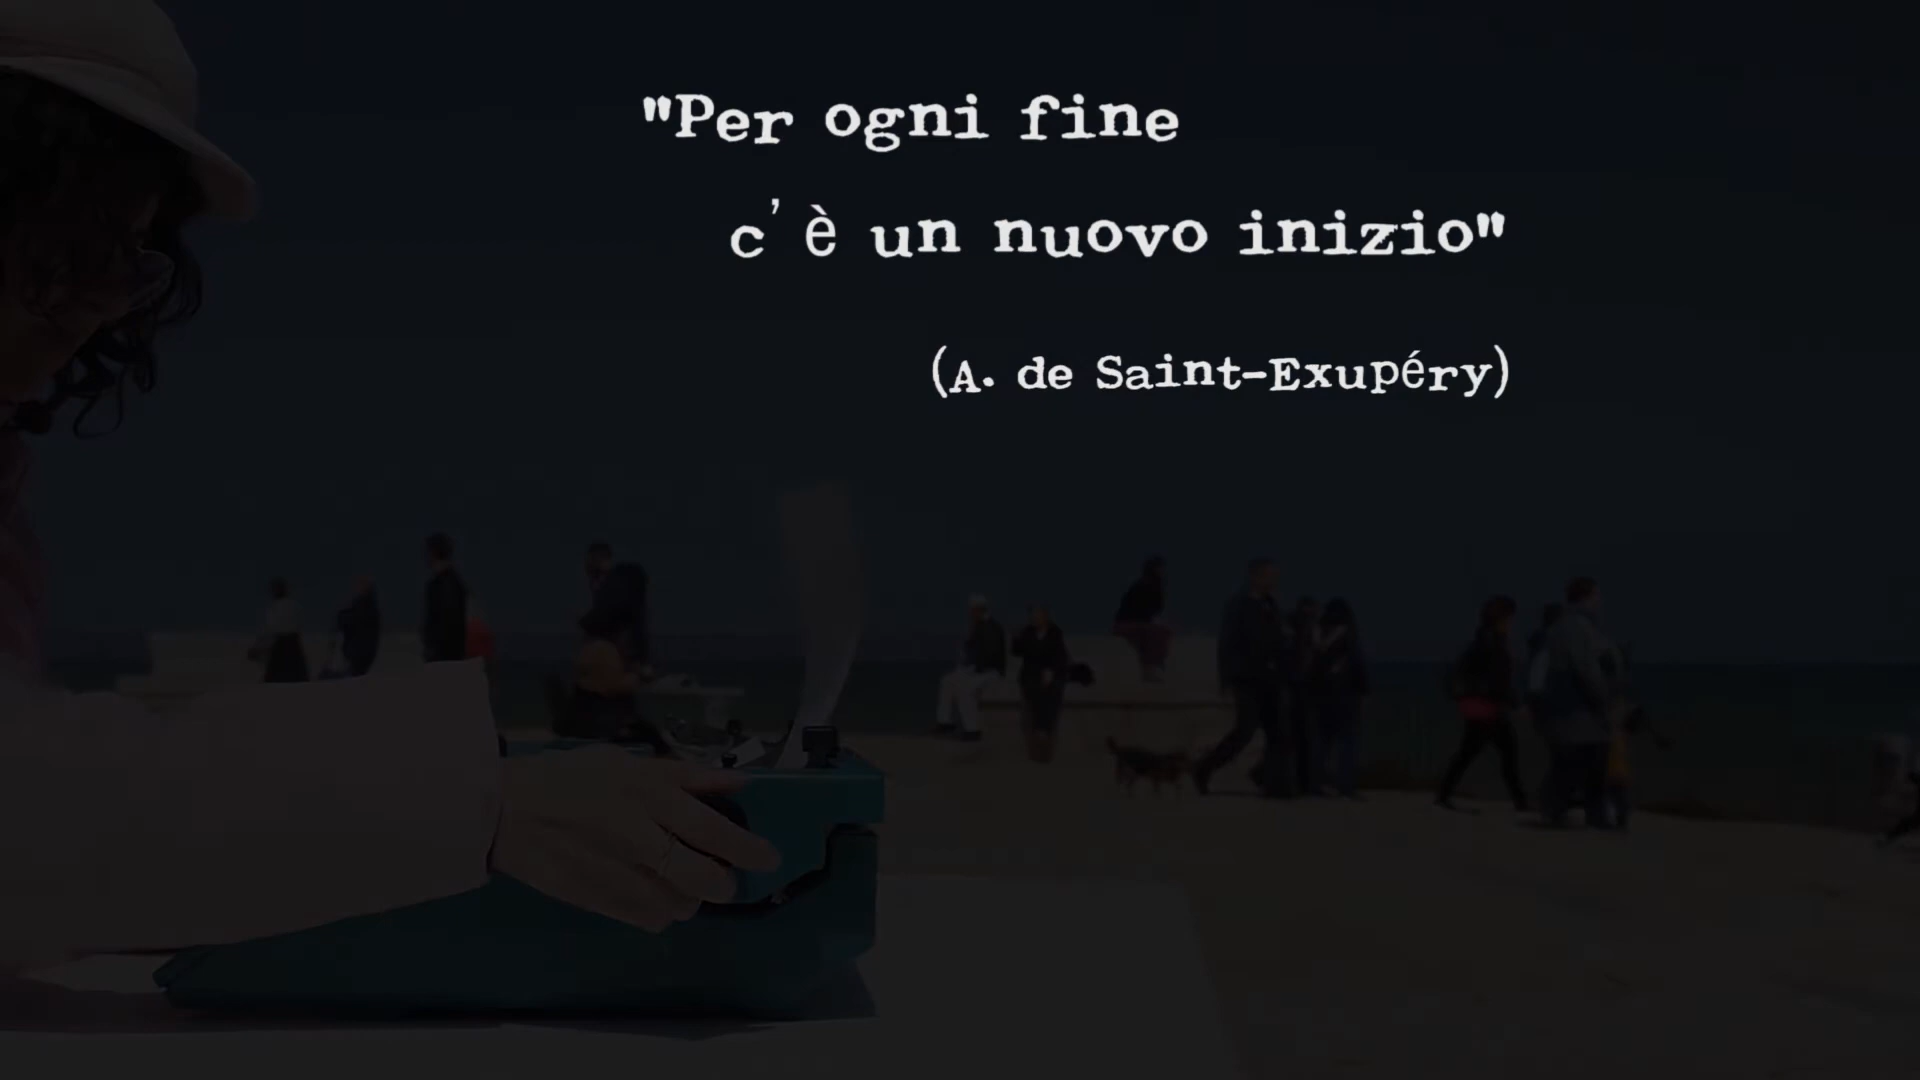 "Per ogni fine
c'è un nuovo inizio"
(A. de Saint-Exupéry)